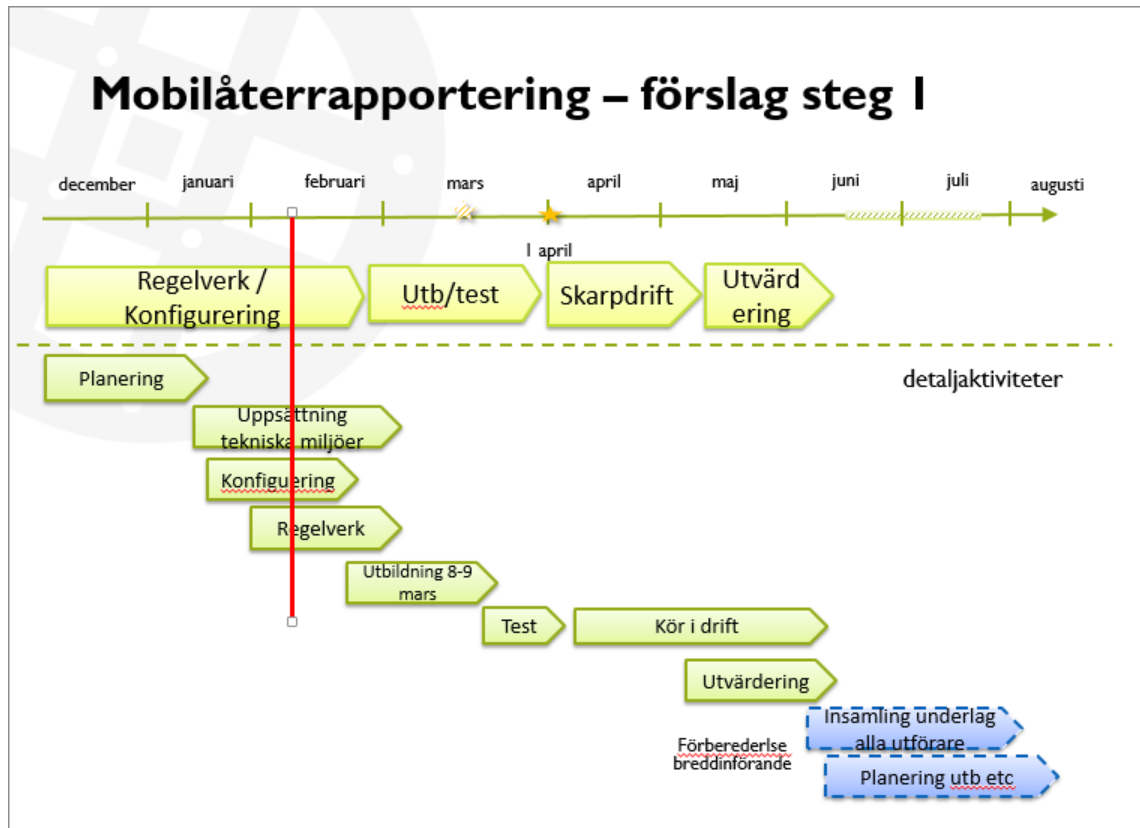 Mobilåterrapportering – förslag steg 1
december januari februari mars april maj juni juli augusti
1 april
Regelverk /
Konfigurering
Utb/test
Skarpdrift
Utvärd
ering
detaljaktiviteter
Planering
Uppsättning
tekniska miljöer
Konfiguering
Regelverk
Utbildning 8-9
mars
Test
Kör i drift
Utvärdering
Insamling underlag
alla utförare
Förberederlse
breddinförande
Planering utb etc